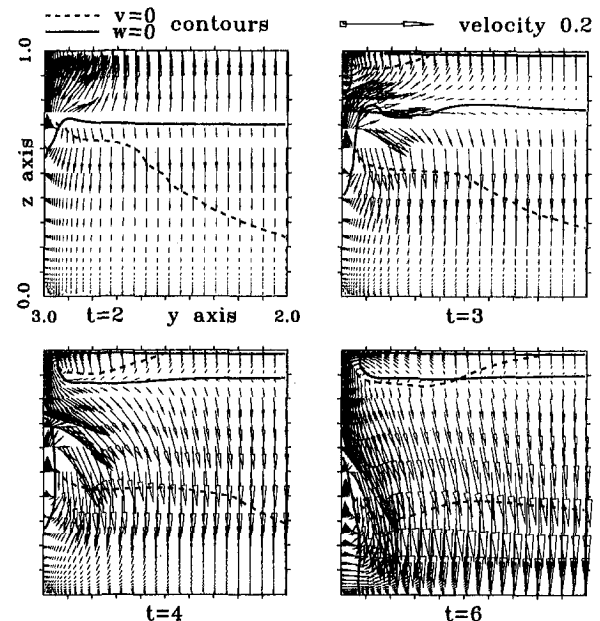 v=0
w=0 contours
velocity 0.2
1.0
z axis
0.0
3.0 t=2 y axis 2.0
t=3
t=4
t=6